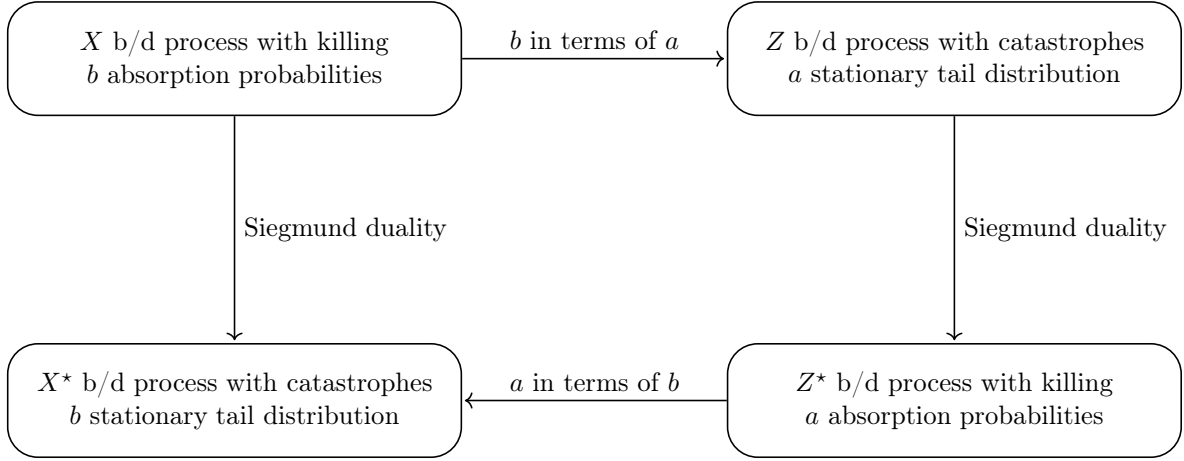 X b/d process with killing
b absorption probabilities
b in terms of a
Z b/d process with catastrophes
a stationary tail distribution
Siegmund duality
Siegmund duality
X⋆ b/d process with catastrophes
b stationary tail distribution
a in terms of b
Z⋆ b/d process with killing
a absorption probabilities